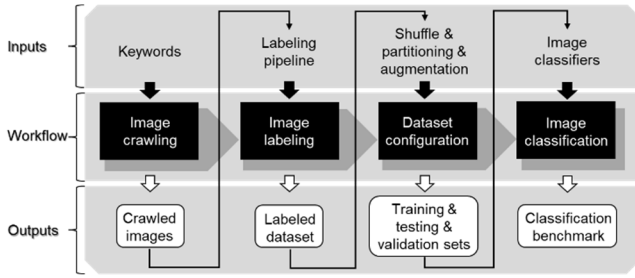 Inputs
Keywords
Labeling
pipeline
Shuffle &
partitioning &
augmentation
Image
classifiers
Workflow
Image
crawling
Image
labeling
Dataset
configuration
Image
classification
Outputs
Crawled
images
Labeled
dataset
Training &
testing &
validation sets
Classification
benchmark